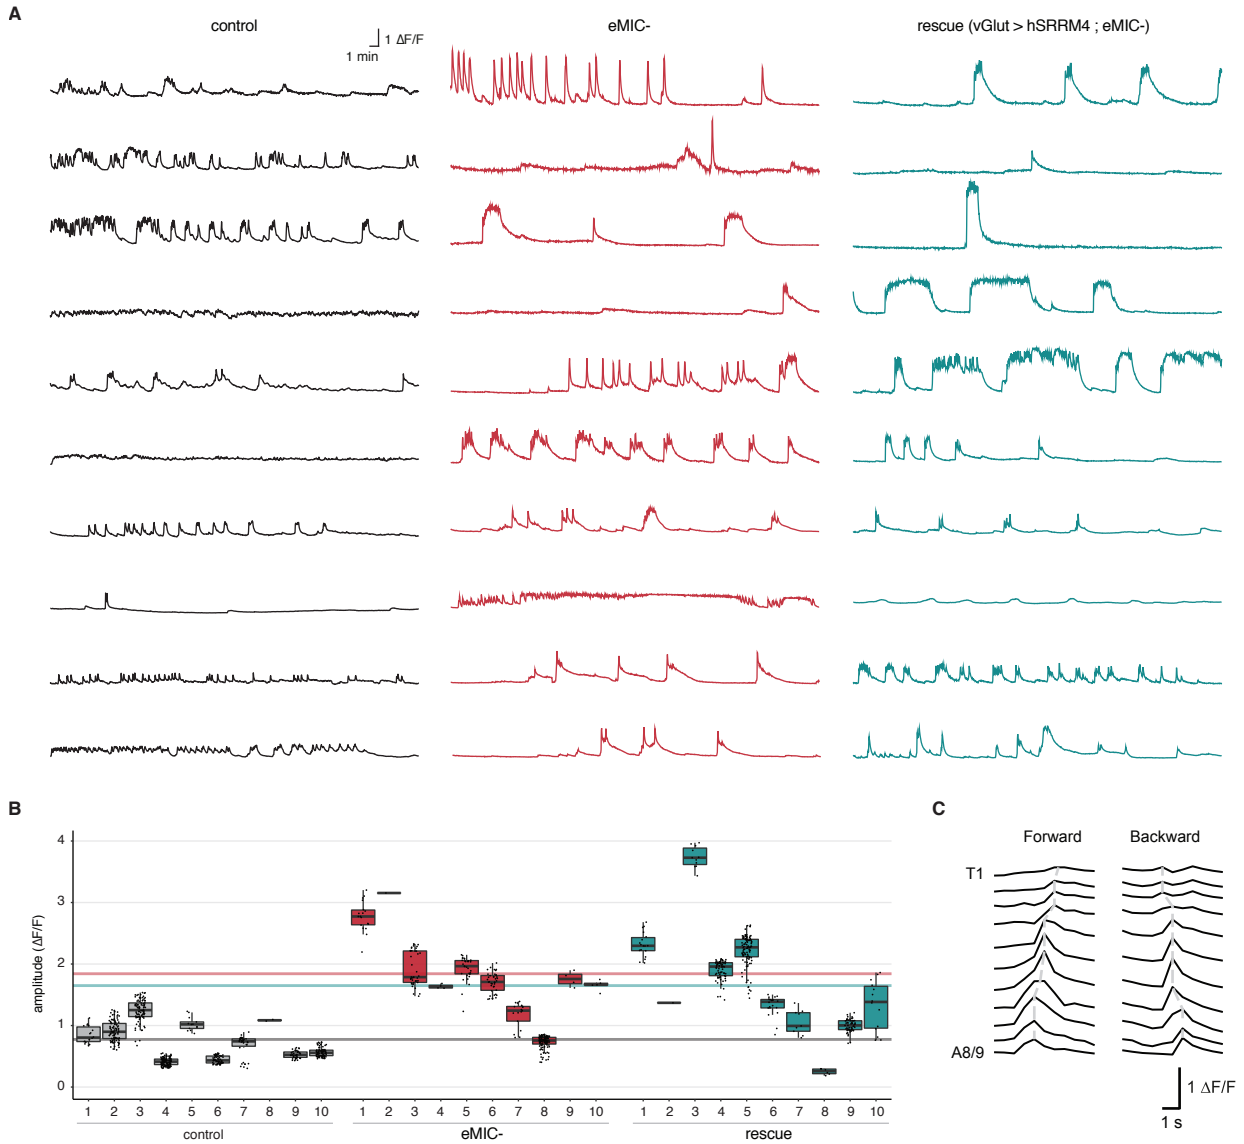 A
control
eMIC-
rescue (vGlut > hSRRM4 ; eMIC-)
1 ΔF/F
1 min
B
C
amplitude (ΔF/F)
4
3
2
1
0
1 2 3 4 5 6 7 8 9 10
1 2 3 4 5 6 7 8 9 10
1 2 3 4 5 6 7 8 9 10
control
eMIC-
rescue
Forward
Backward
T1
A8/9
1 ΔF/F
1 s